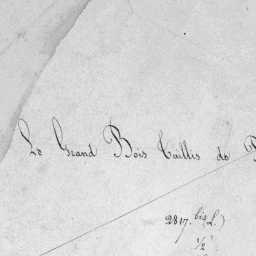 Le Grand Bois Taillis de
2817. bis L.)
1/2